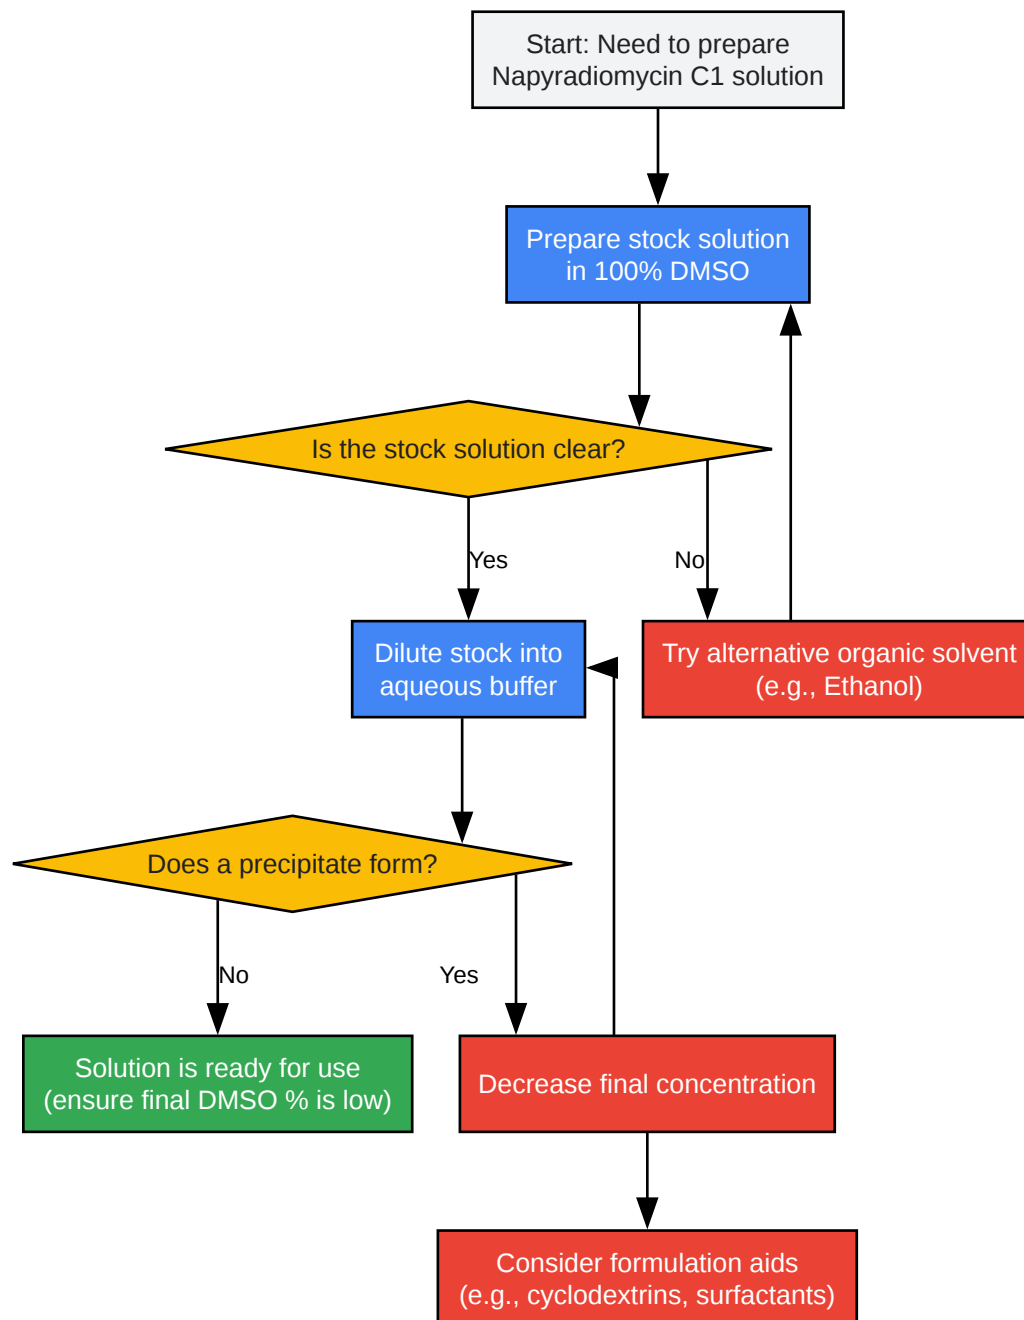 Start: Need to prepare
Napyradiomycin C1 solution
Prepare stock solution
in 100% DMSO
Is the stock solution clear?
Yes
No
Dilute stock into
aqueous buffer
Try alternative organic solvent
(e.g., Ethanol)
Does a precipitate form?
No
Yes
Solution is ready for use
(ensure final DMSO % is low)
Decrease final concentration
Consider formulation aids
(e.g., cyclodextrins, surfactants)